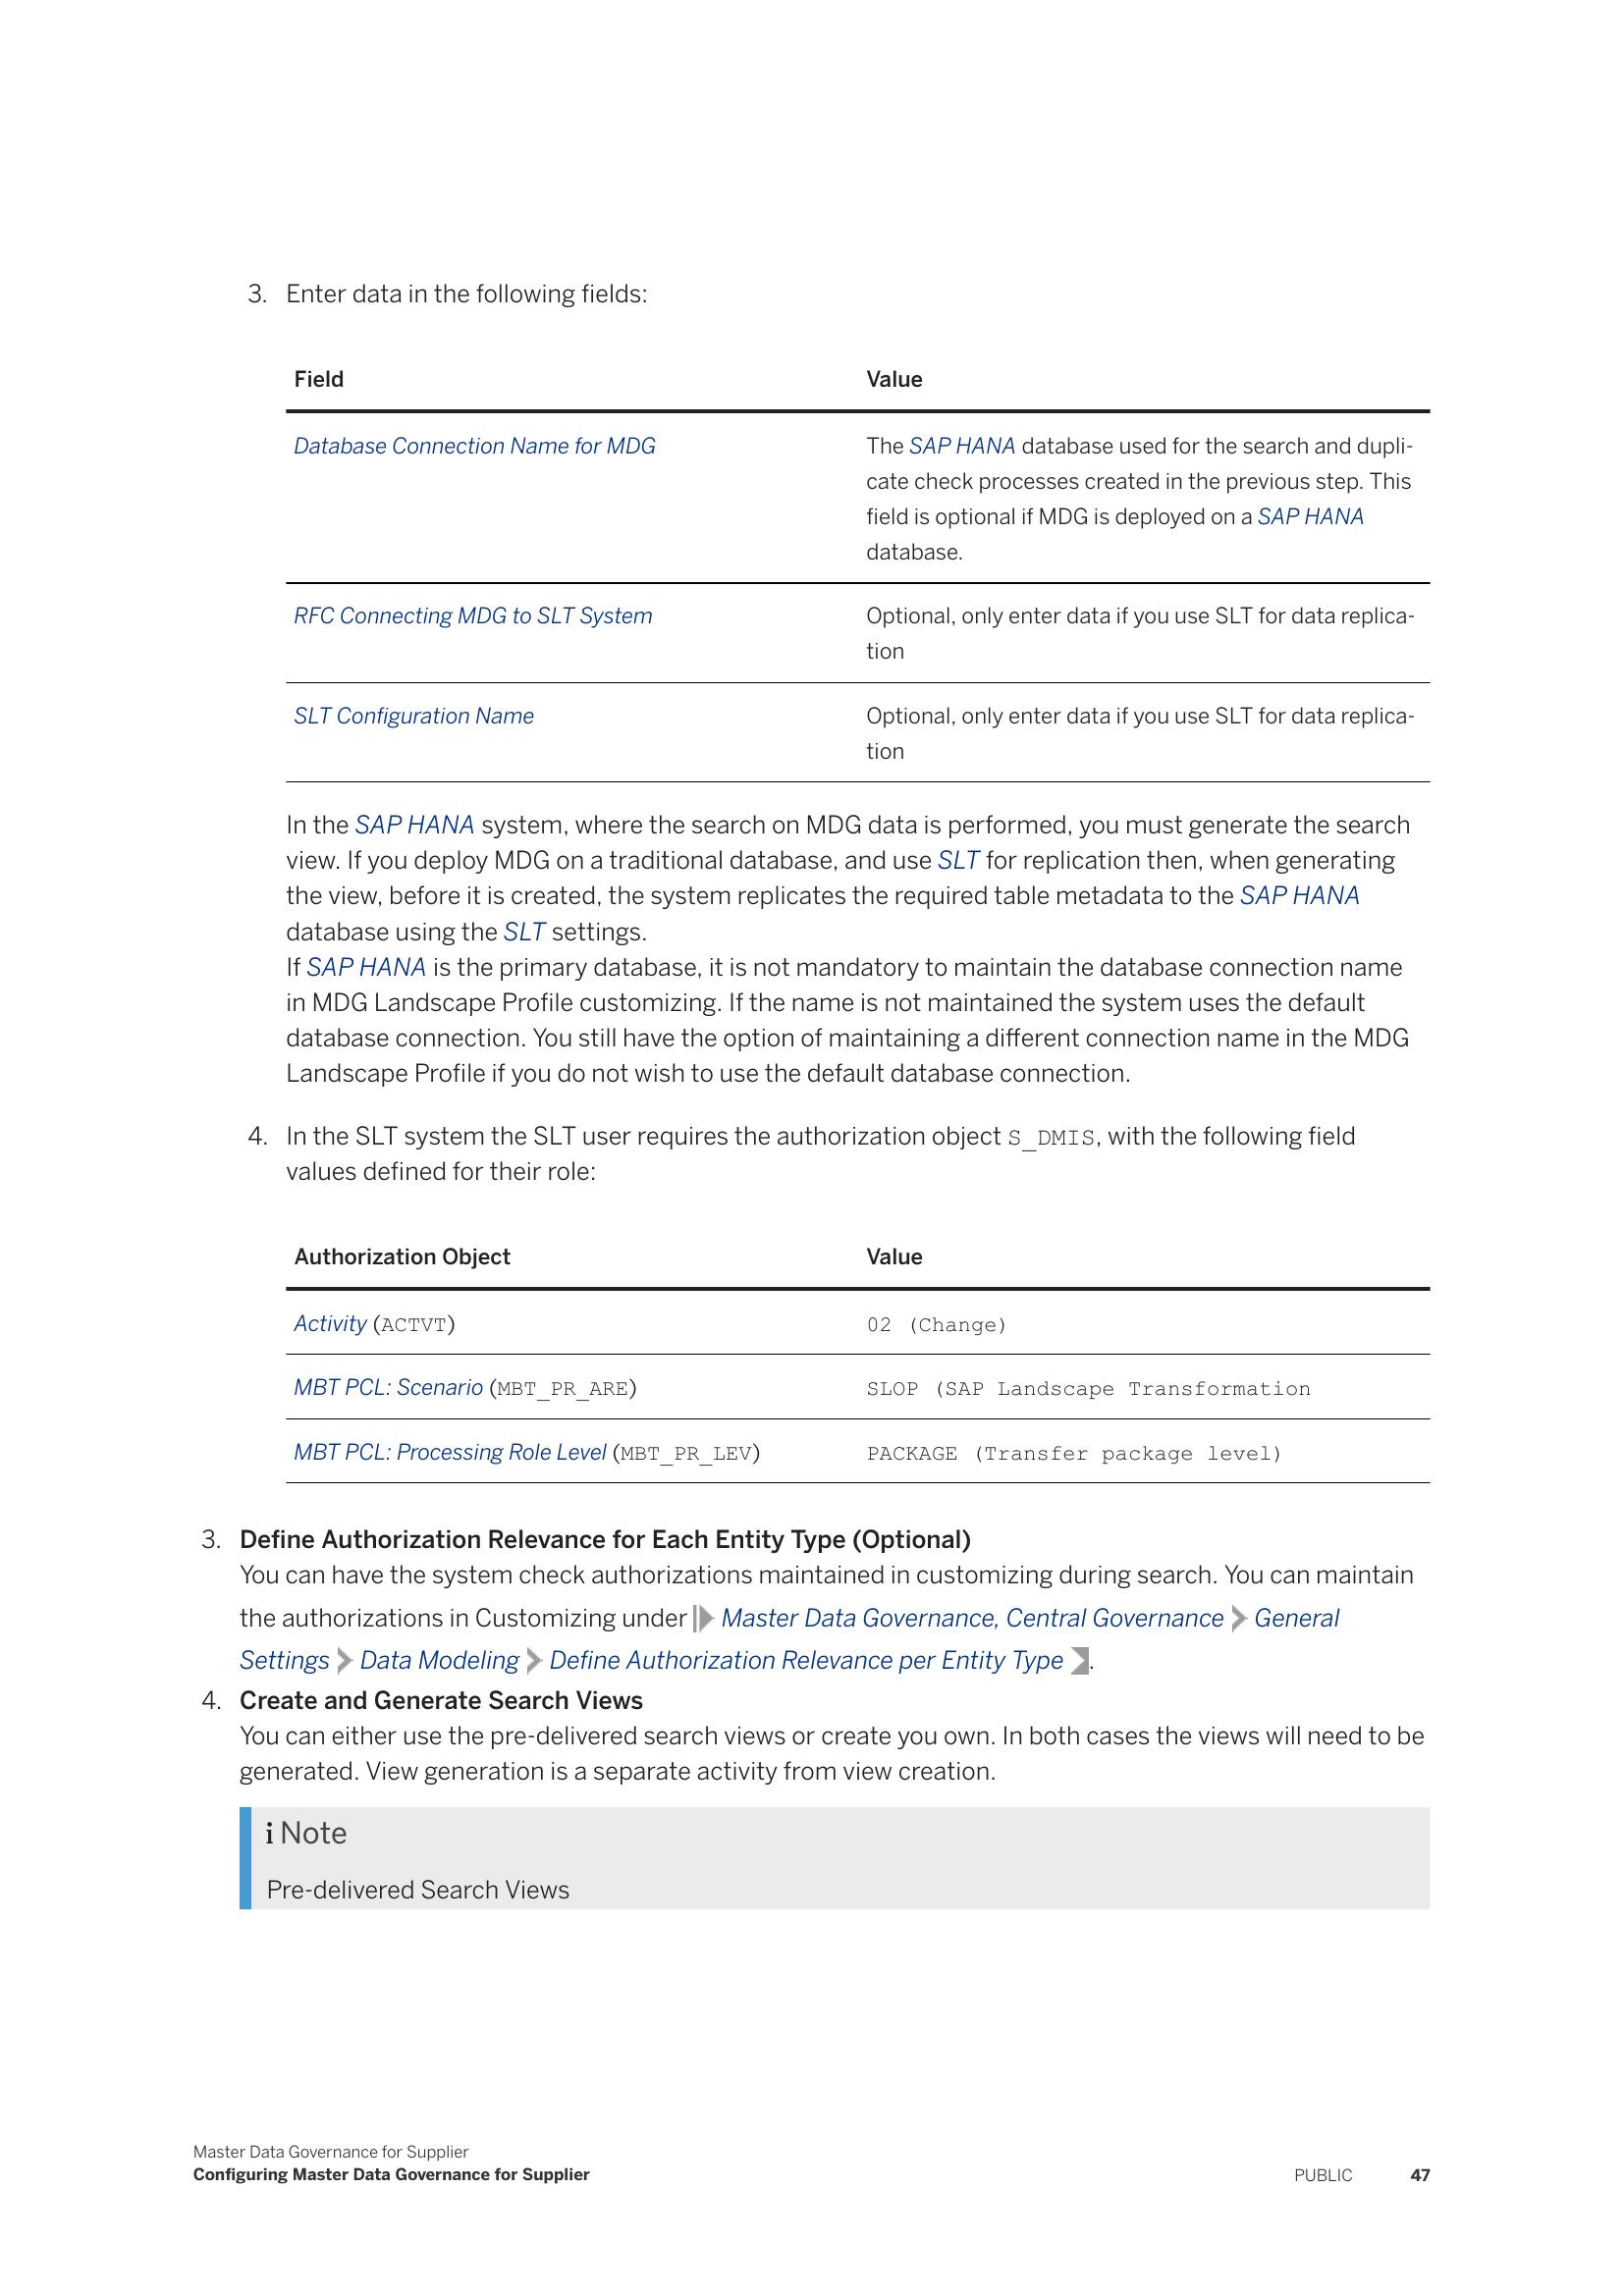 3. Enter data in the following fields:
Field Value
Database Connection Name for MDG The SAP HANA database used for the search and dupli-
cate check processes created in the previous step. This
field is optional if MDG is deployed on a SAP HANA
database.
RFC Connecting MDG to SLT System Optional, only enter data if you use SLT for data replica-
tion
SLT Configuration Name Optional, only enter data if you use SLT for data replica-
tion
In the SAP HANA system, where the search on MDG data is performed, you must generate the search
view. If you deploy MDG on a traditional database, and use SLT for replication then, when generating
the view, before it is created, the system replicates the required table metadata to the SAP HANA
database using the SLT settings.
If SAP HANA is the primary database, it is not mandatory to maintain the database connection name
in MDG Landscape Profile customizing. If the name is not maintained the system uses the default
database connection. You still have the option of maintaining a different connection name in the MDG
Landscape Profile if you do not wish to use the default database connection.
4. In the SLT system the SLT user requires the authorization object S_DMIS, with the following field
values defined for their role:
Authorization Object Value
Activity (ACTVT) 02 (Change)
MBT PCL: Scenario (MBT_PR_ARE) SLOP (SAP Landscape Transformation
MBT PCL: Processing Role Level (MBT_PR_LEV) PACKAGE (Transfer package level)
3. Define Authorization Relevance for Each Entity Type (Optional)
You can have the system check authorizations maintained in customizing during search. You can maintain
the authorizations in Customizing under Master Data Governance, Central Governance General
Settings Data Modeling Define Authorization Relevance per Entity Type .
4. Create and Generate Search Views
You can either use the pre-delivered search views or create you own. In both cases the views will need to be
generated. View generation is a separate activity from view creation.
i Note
Pre-delivered Search Views
Master Data Governance for Supplier
Configuring Master Data Governance for Supplier PUBLIC 47